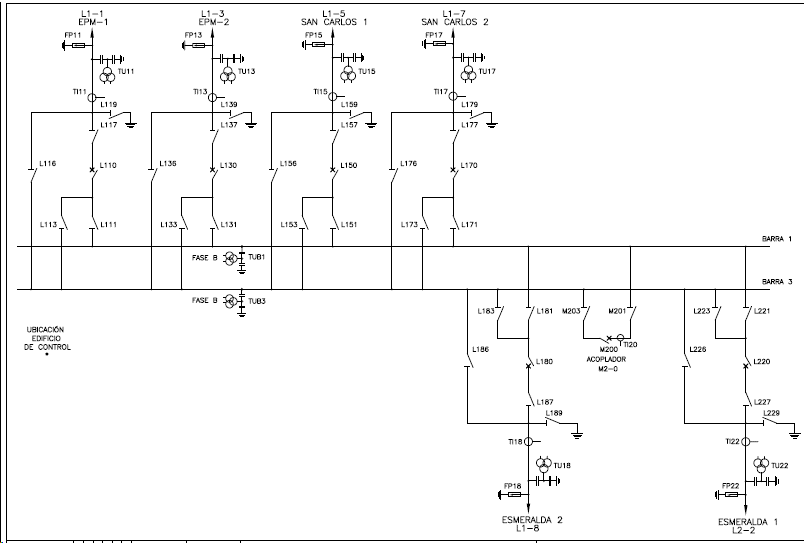 L1-1
EPM-1
L1-3
EPM-2
L1-5
SAN CARLOS 1
L1-7
SAN CARLOS 2
FP11
FP13
FP15
FP17
TU11
TU13
TU15
TU17
TI11
TI13
TI15
TI17
L119
L139
L159
L179
L117
L137
L157
L177
L116
L110
L136
L130
L156
L150
L176
L170
L113
L111
L133
L131
L153
L151
L173
L171
BARRA 1
FASE B
TUB1
BARRA 3
FASE B
TUB3
L183
L181
M203
M201
L223
L221
UBICACIÓN
EDIFICIO
DE CONTROL
TI20
M200
ACOPLADOR
M2-0
L186
L180
L226
L220
L187
L227
L189
L229
TI18
TI22
TU18
TU22
FP18
FP22
ESMERALDA 2
L1-8
ESMERALDA 1
L2-2